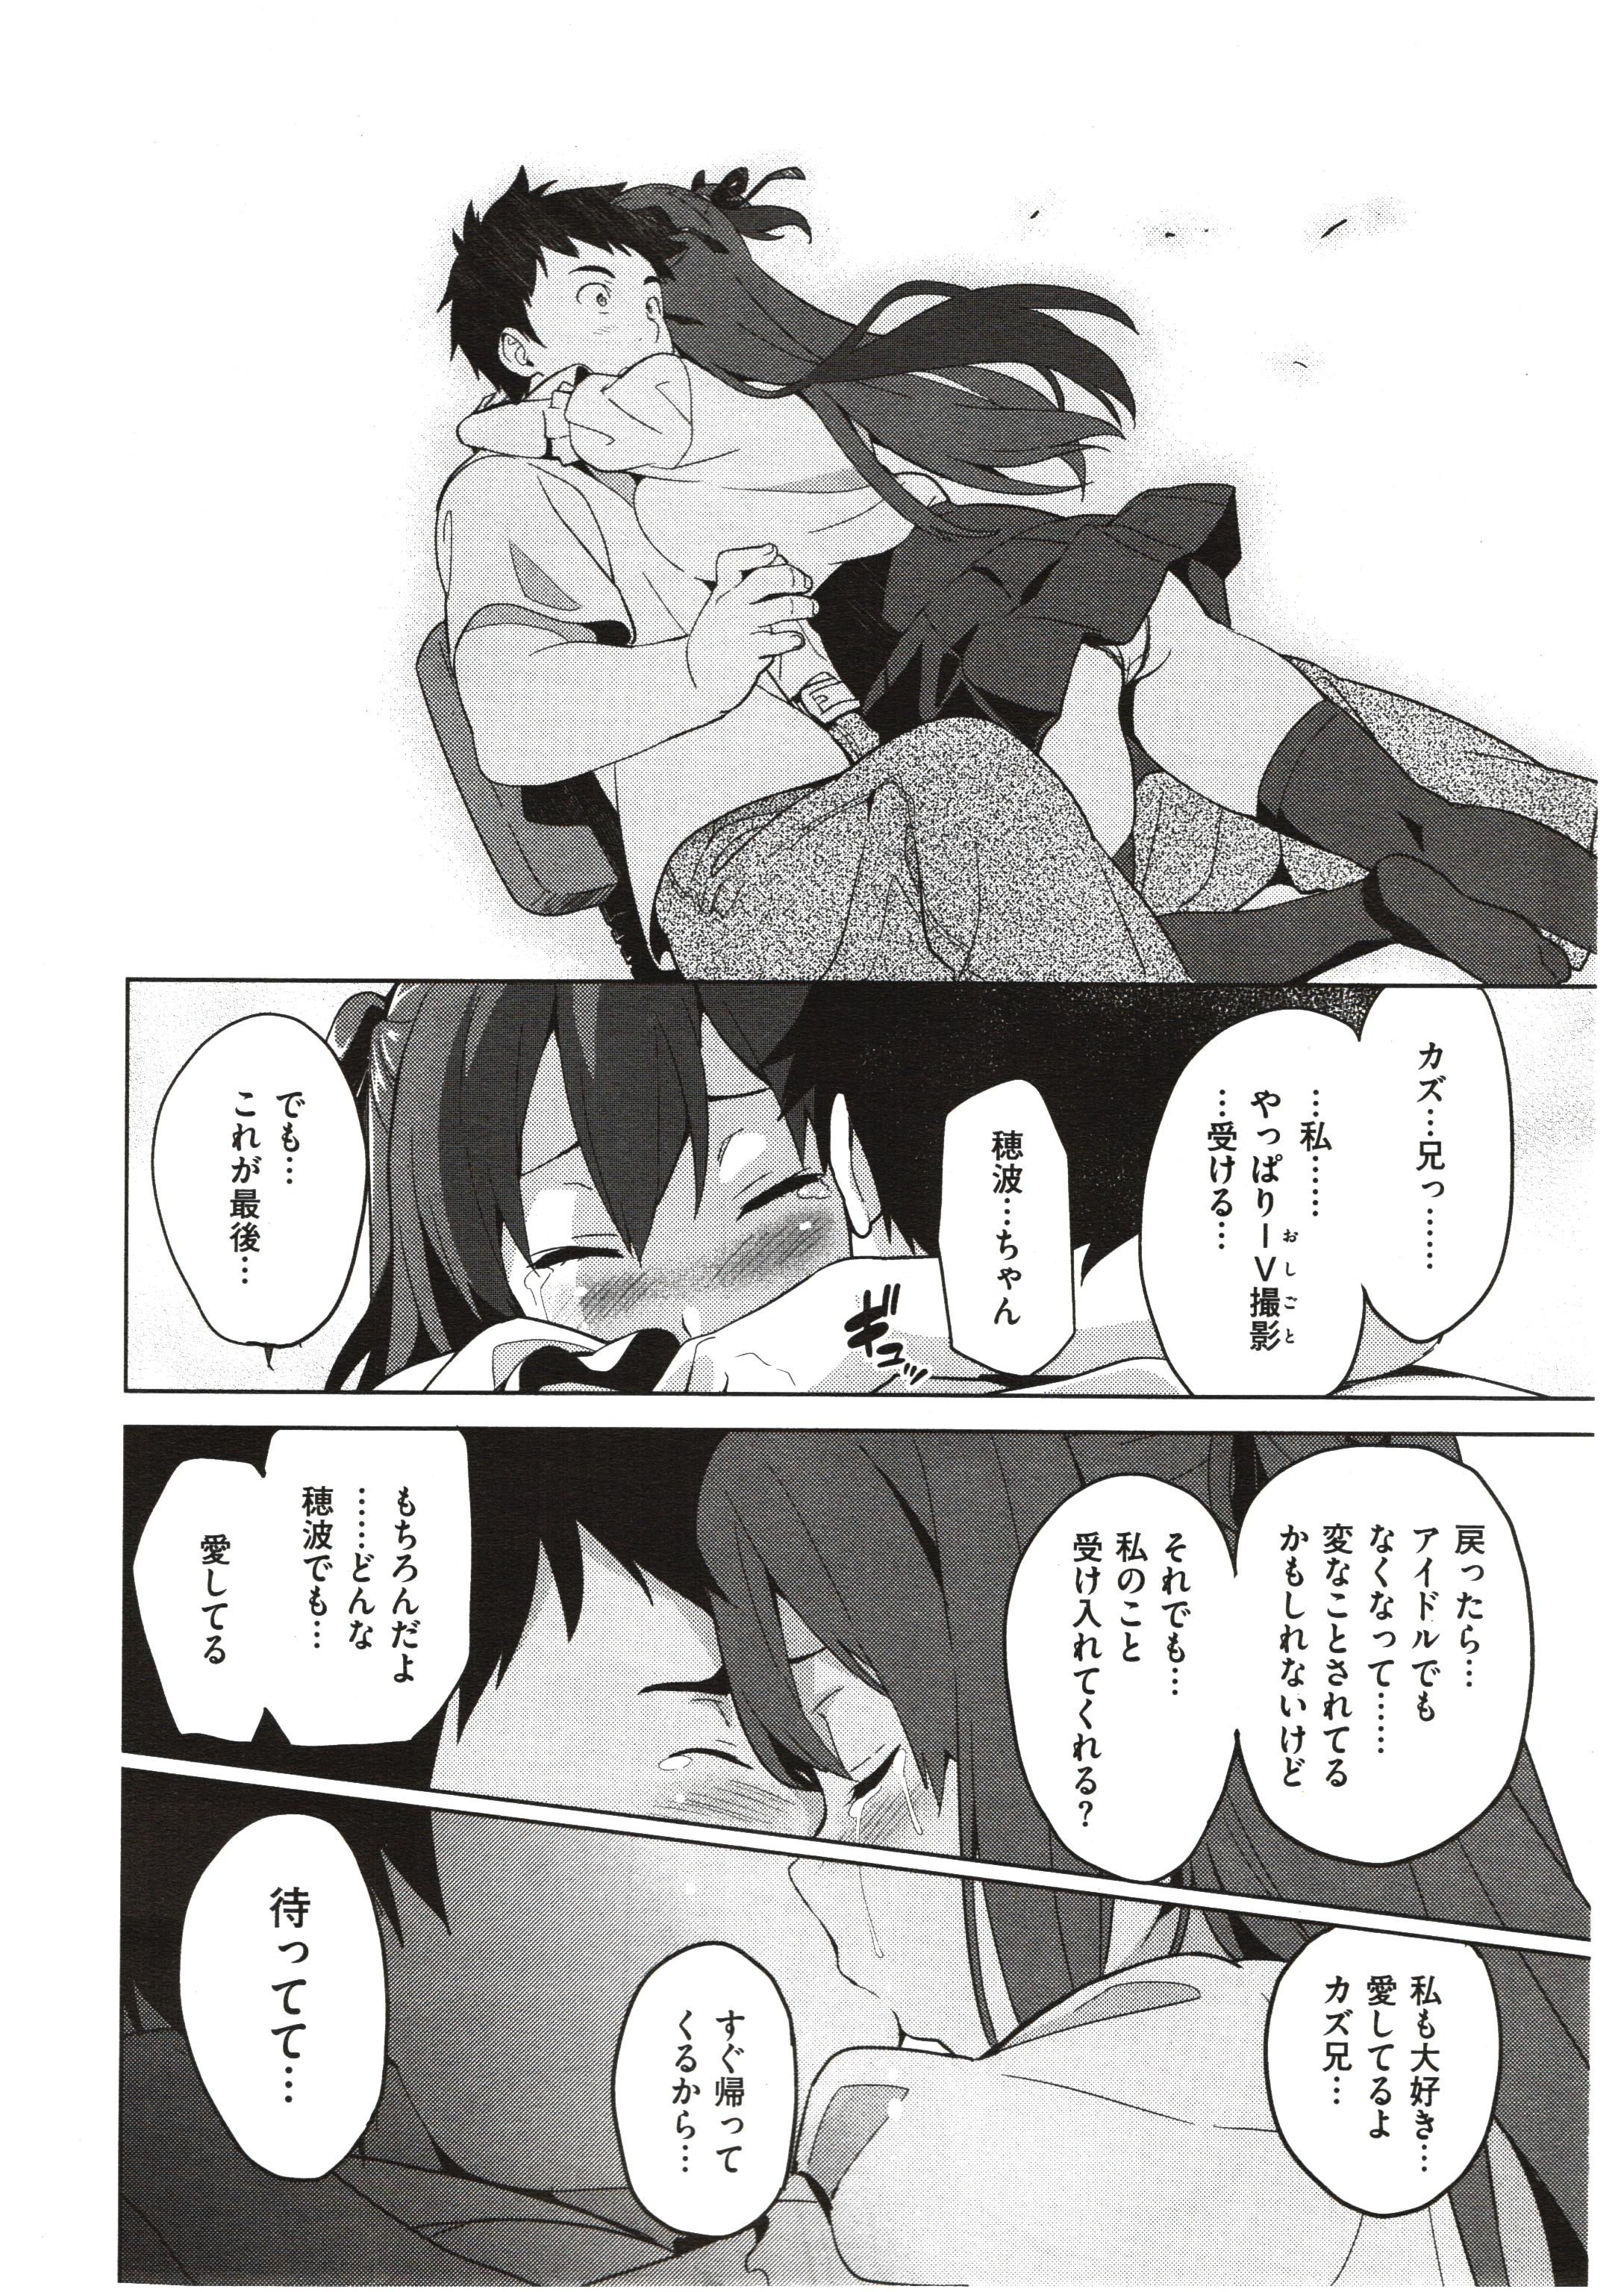 カズ…兄っ……
…私……
やっぱりIV撮影
おしごと
…受ける…
穂波…ちゃん
ギュッッ
でも…
これが最後…
戻ったら…
アイドルでも
なくなって……
変なことされてる
かもしれないけど
それでも…
私のこと
受け入れてくれる？
もちろんだよ
……どんな
穂波でも…
愛してる
私も大好き…
愛してるよ
カズ兄…
すぐ帰って
くるから…
待ってて…